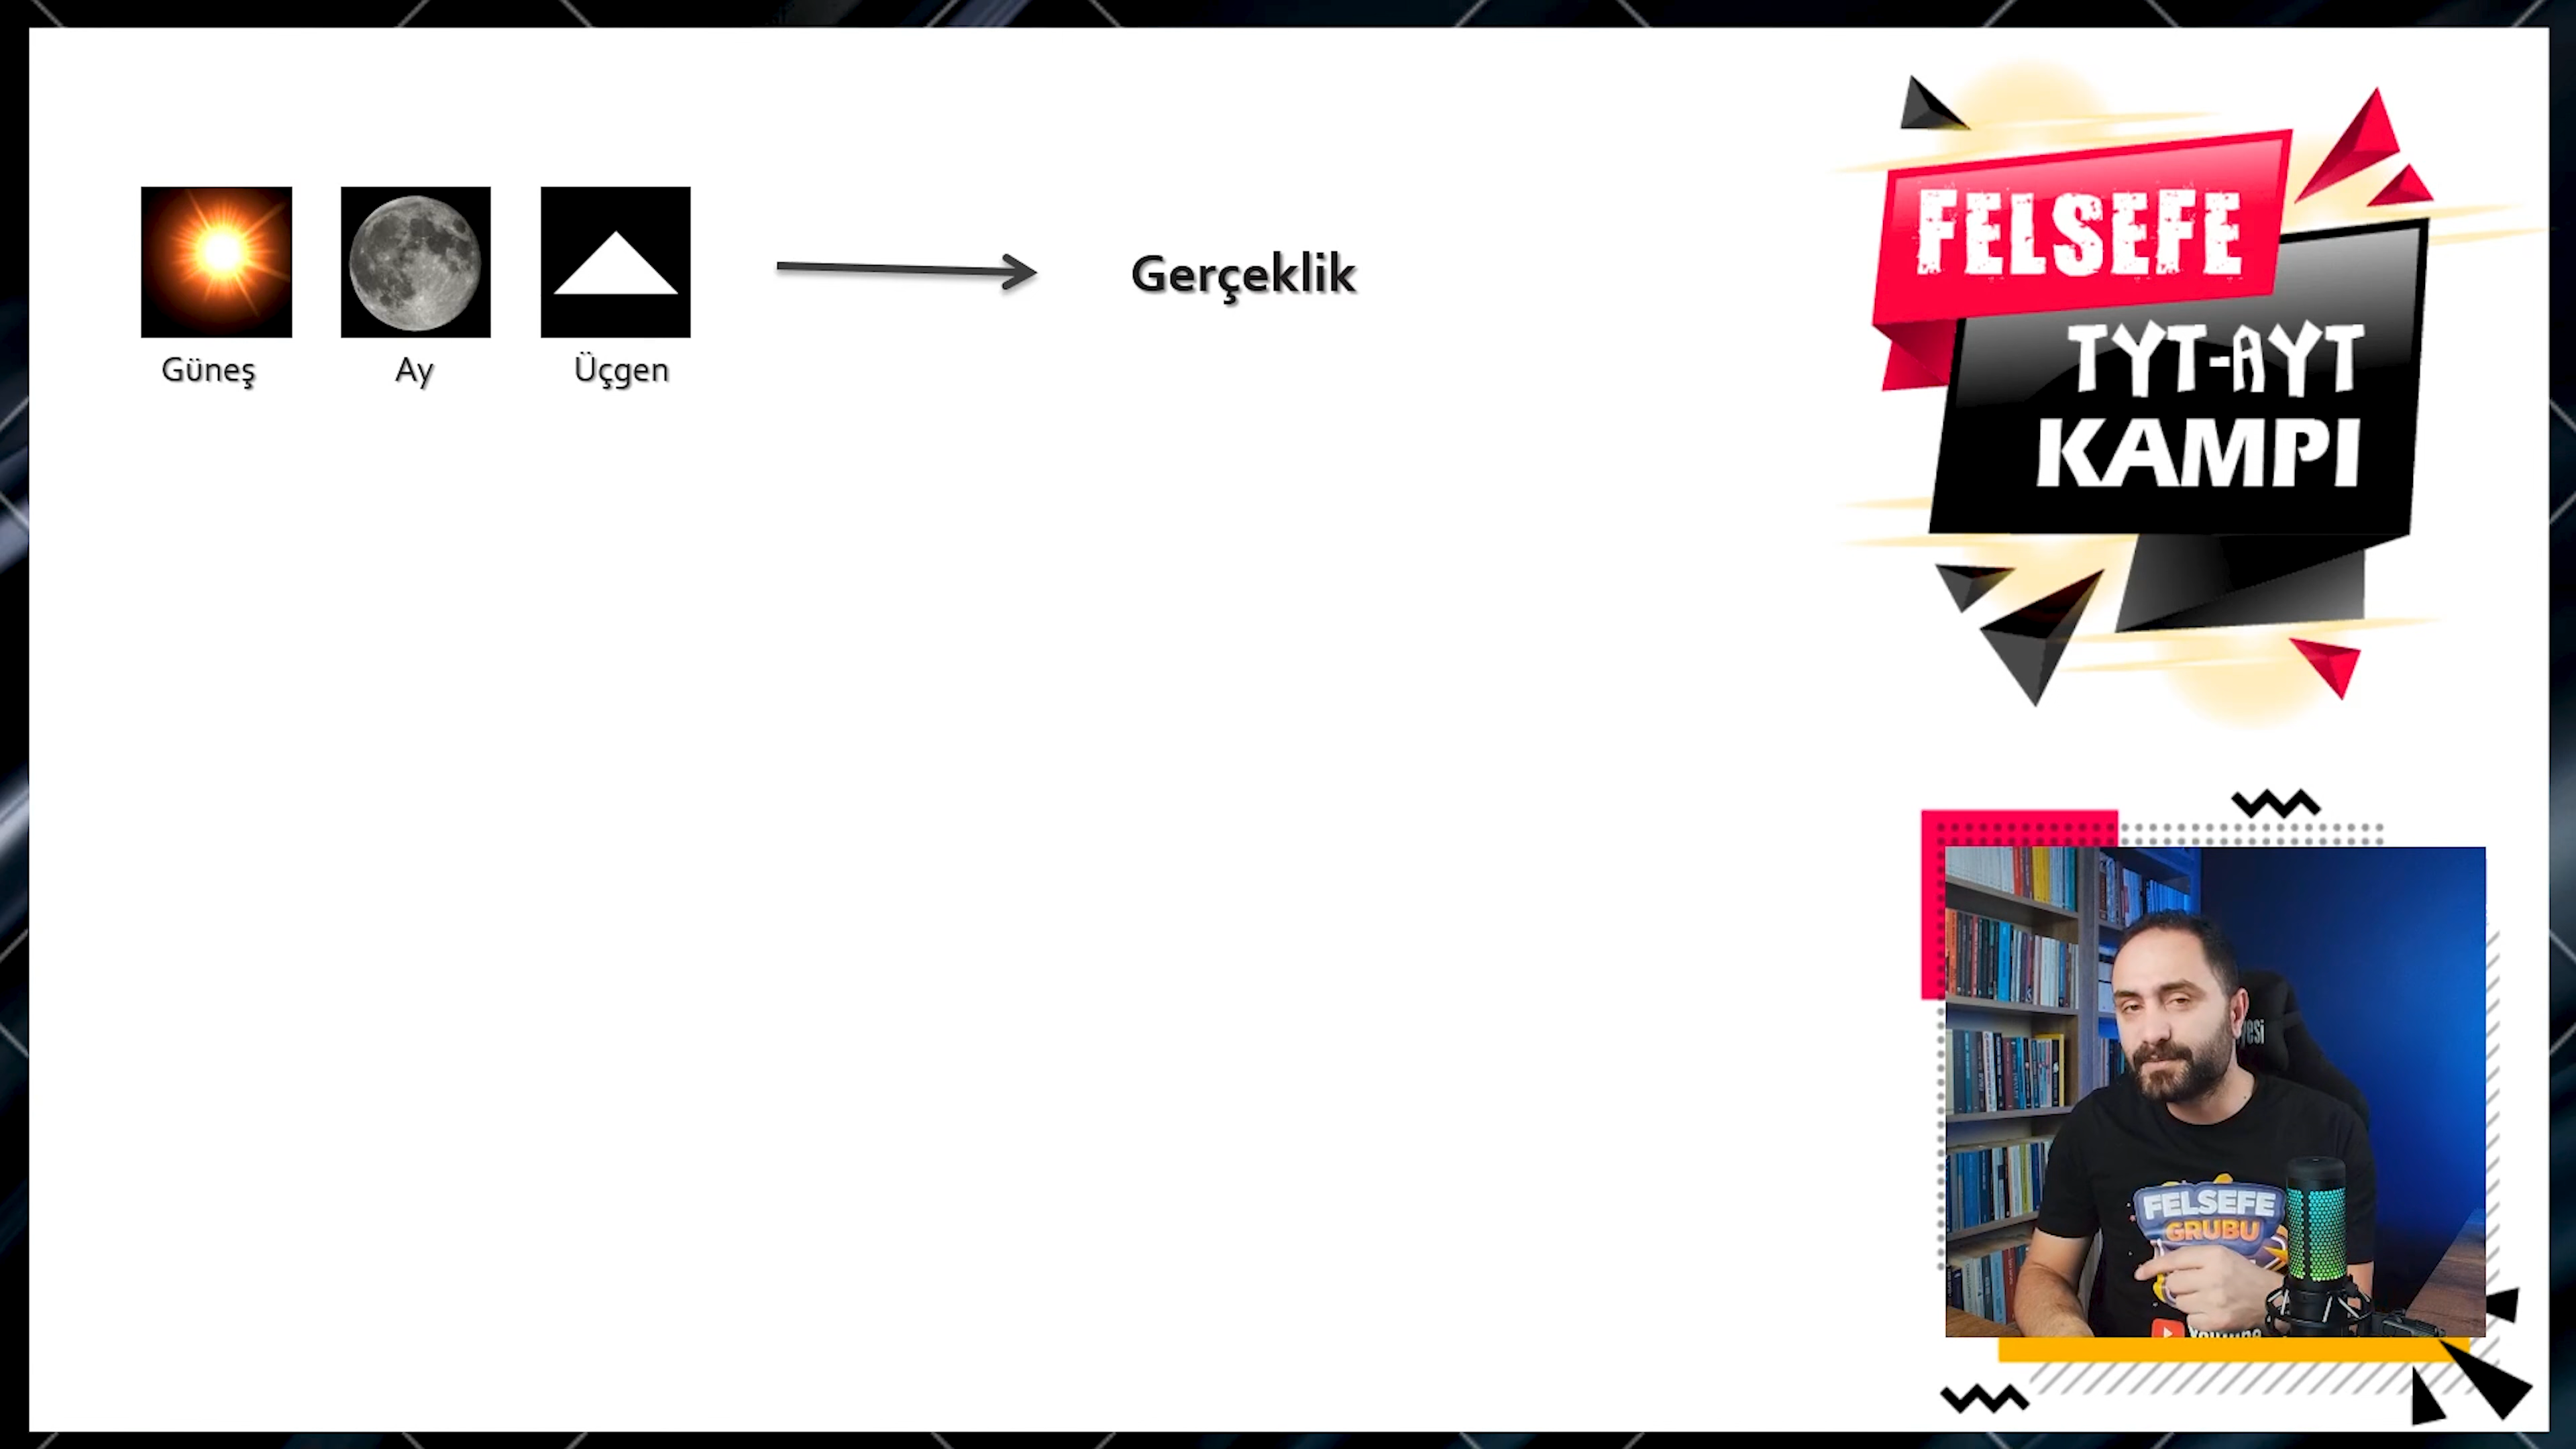 Güneş
Ay
Üçgen
Gerçeklik
FELSEFE
TYT-AYT
KAMPI
FELSEFE
GRUBU